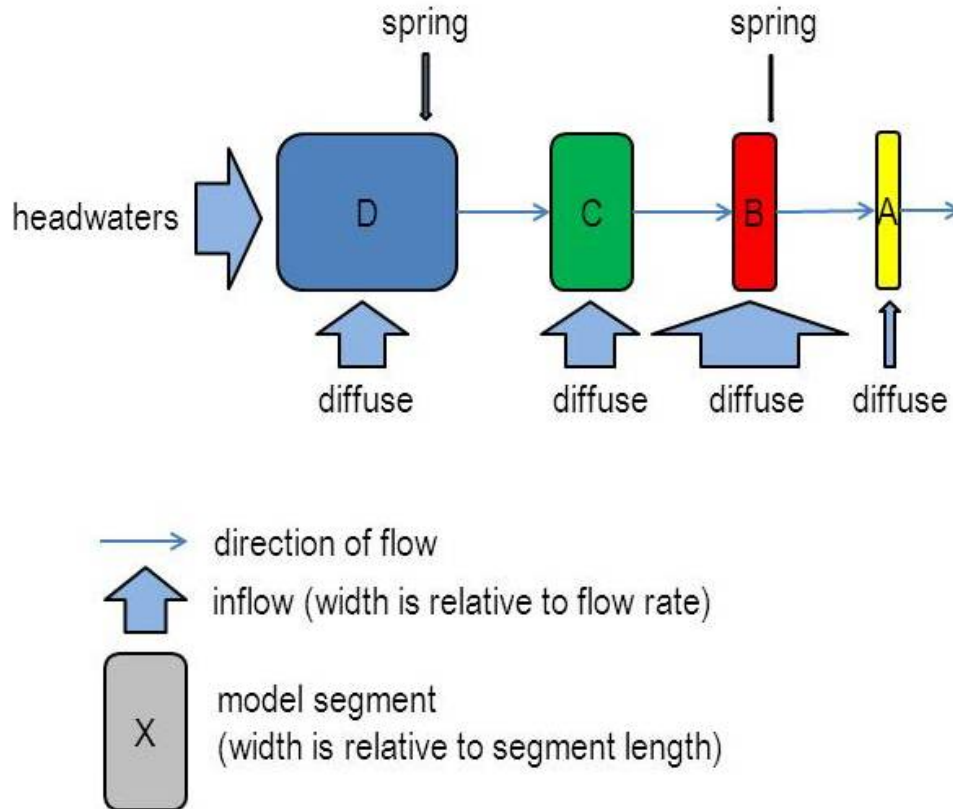 spring
spring
headwaters
D
C
B
A
diffuse
diffuse
diffuse
diffuse
direction of flow
inflow (width is relative to flow rate)
X
model segment
(width is relative to segment length)